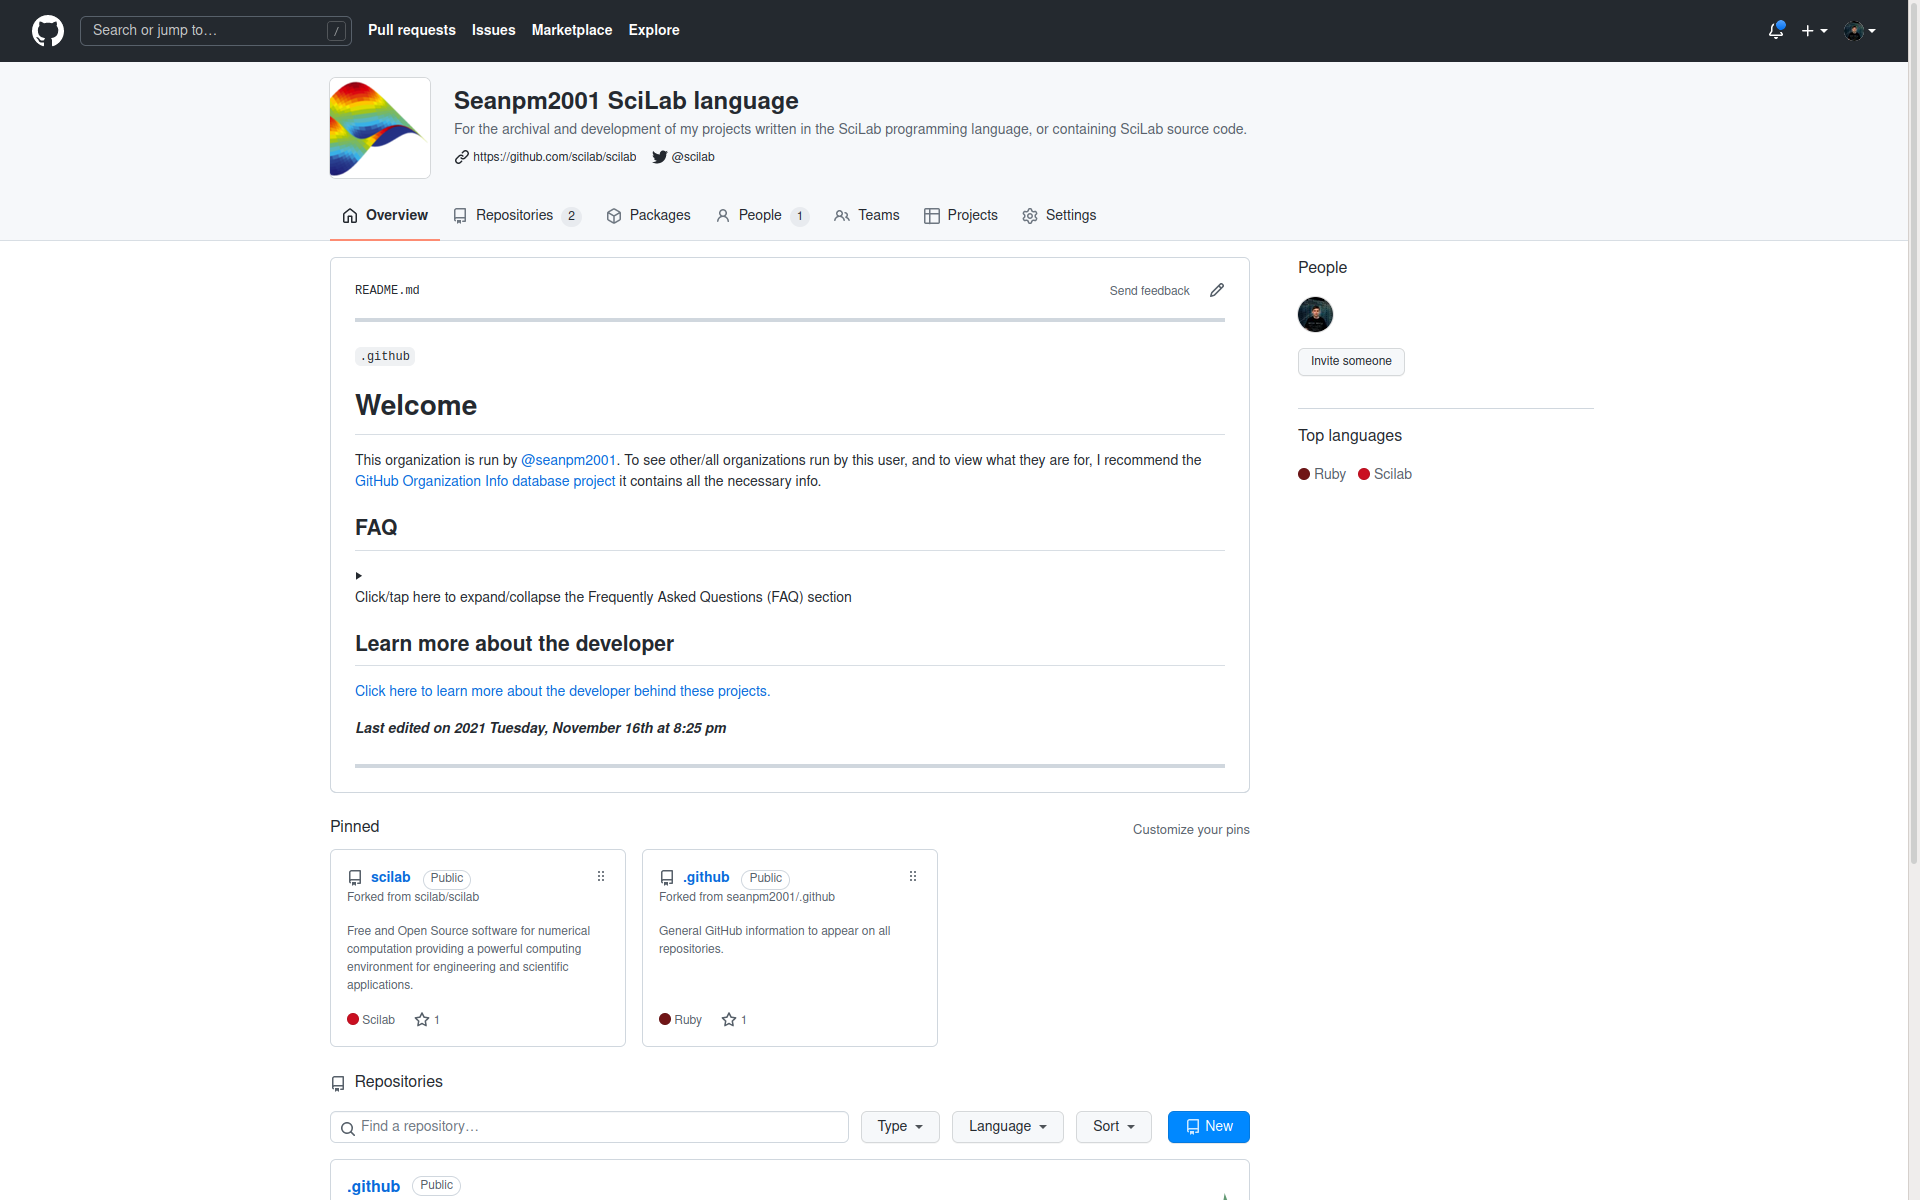 Search or jump to… /
Pull requests Issues Marketplace Explore
Seanpm2001 SciLab language
For the archival and development of my projects written in the SciLab programming language, or containing SciLab source code.
https://github.com/scilab/scilab @scilab
Overview Repositories 2 Packages People 1 Teams Projects Settings
README.md Send feedback
.github
Welcome
This organization is run by @seanpm2001. To see other/all organizations run by this user, and to view what they are for, I recommend the
GitHub Organization Info database project it contains all the necessary info.
FAQ
Click/tap here to expand/collapse the Frequently Asked Questions (FAQ) section
Learn more about the developer
Click here to learn more about the developer behind these projects.
Last edited on 2021 Tuesday, November 16th at 8:25 pm
People
Invite someone
Top languages
Ruby Scilab
Pinned Customize your pins
scilab Public
Forked from scilab/scilab
Free and Open Source software for numerical
computation providing a powerful computing
environment for engineering and scientific
applications.
Scilab 1
.github Public
Forked from seanpm2001/.github
General GitHub information to appear on all
repositories.
Ruby 1
Repositories
Find a repository… Type Language Sort New
.github Public